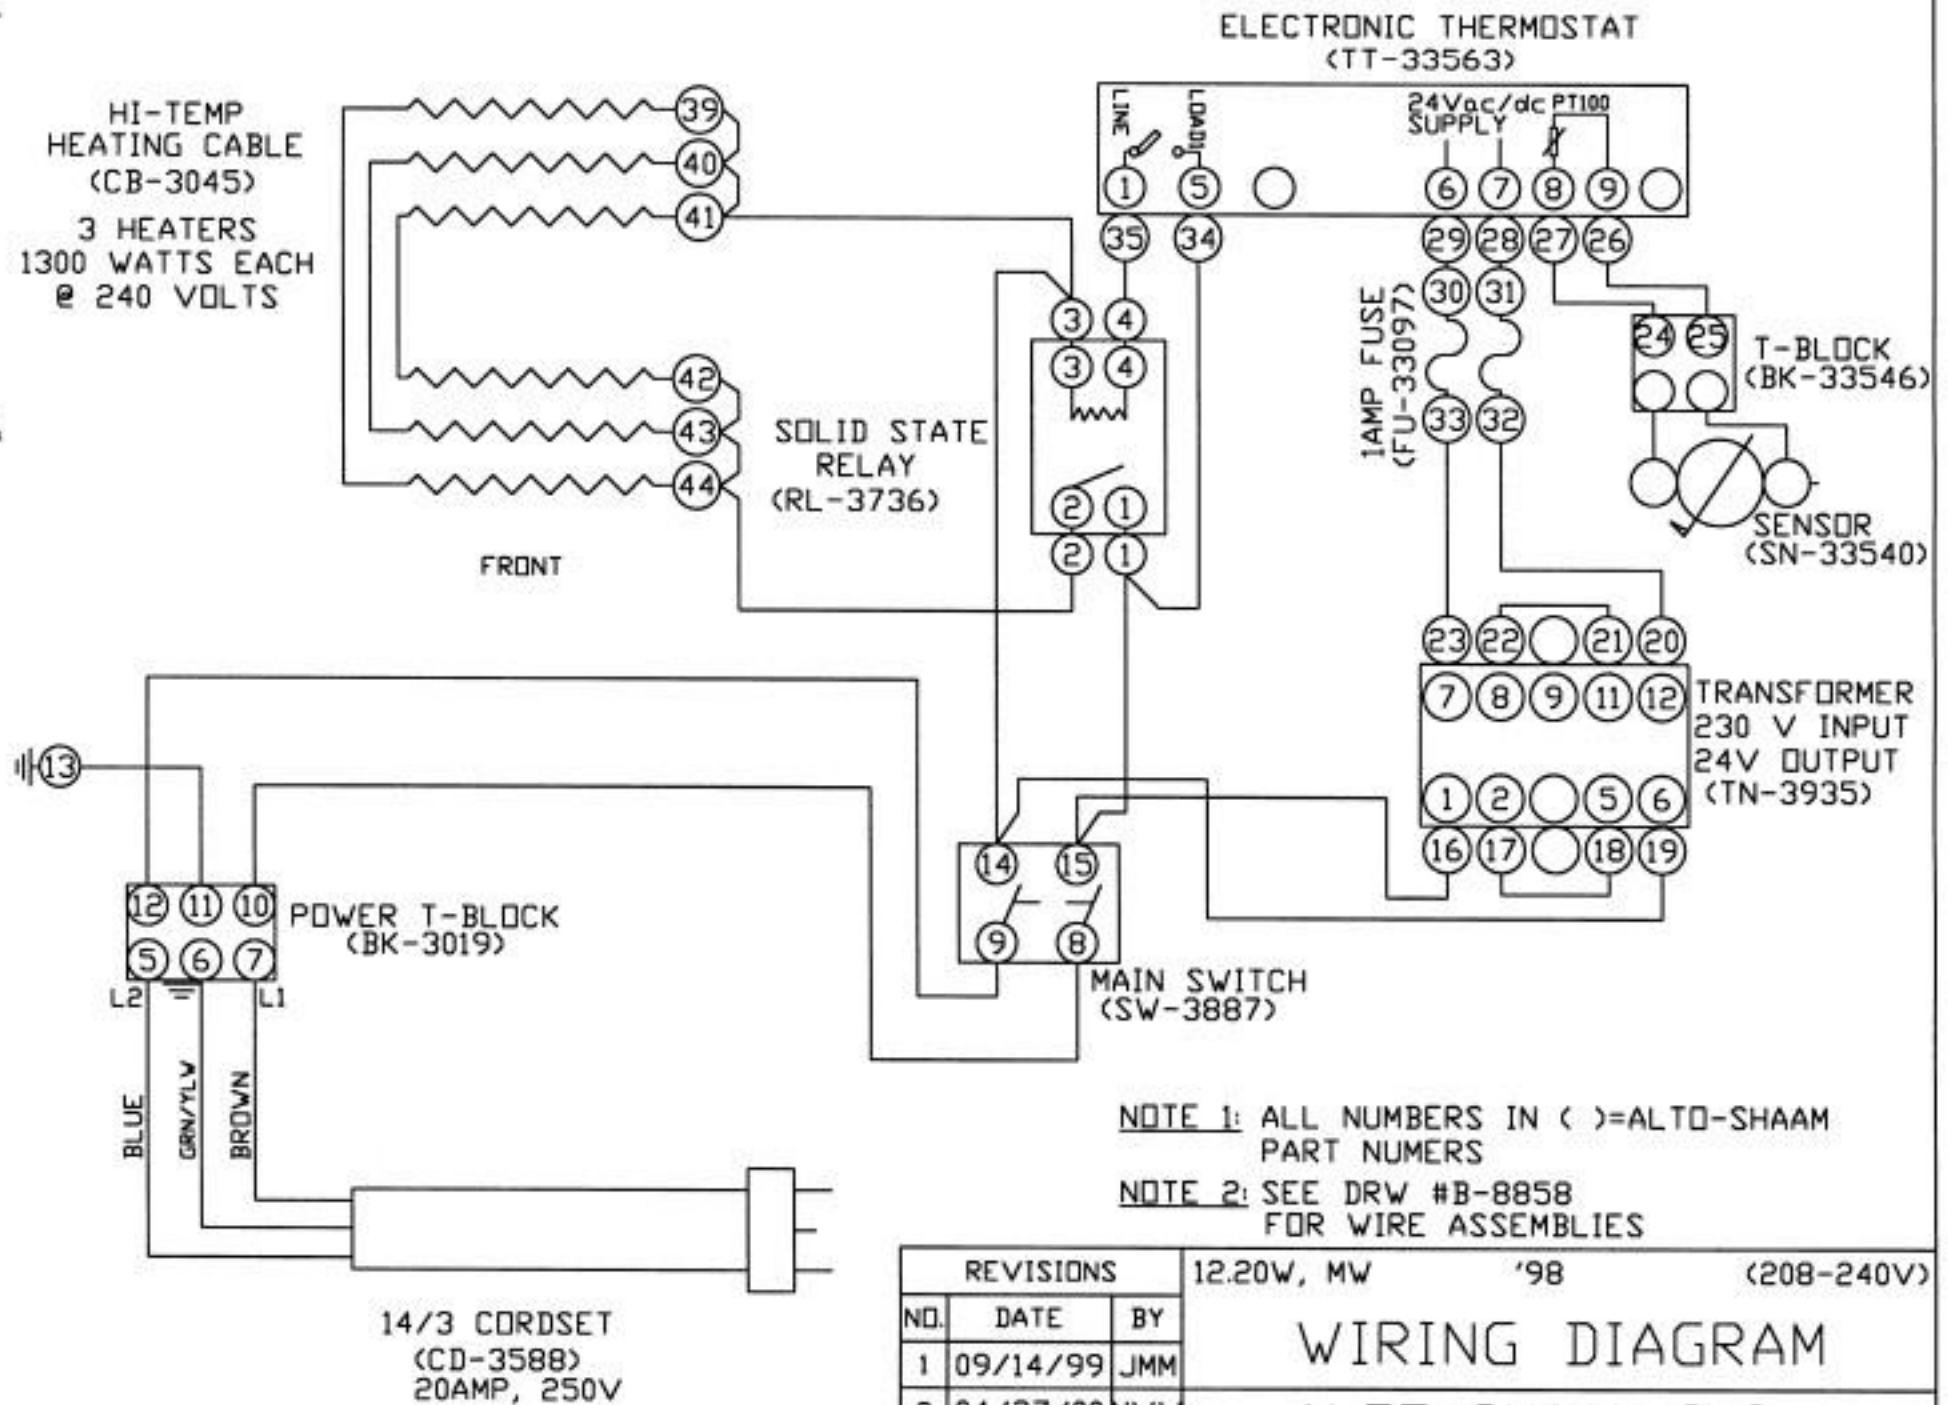 ELECTRONIC THERMOSTAT
(TT-33563)
LINE
LOAD1
24Vac/dc PT100
SUPPLY
1 5 6 7 8 9
35 34 29 28 27 26
HI-TEMP
HEATING CABLE
(CB-3045)
3 HEATERS
1300 WATTS EACH
@ 240 VOLTS
39
40
41
42
43
44
FRONT
SOLID STATE
RELAY
(RL-3736)
3 4
3 4
2 1
2 1
1AMP FUSE
(FU-33097)
30 31
33 32
24 25
T-BLOCK
(BK-33546)
SENSOR
(SN-33540)
23 22 21 20
7 8 9 11 12
1 2 5 6
16 17 18 19
TRANSFORMER
230 V INPUT
24V OUTPUT
(TN-3935)
13
12 11 10
5 6 7
POWER T-BLOCK
(BK-3019)
L2 L1
14 15
9 8
MAIN SWITCH
(SW-3887)
BLUE
GRN/YLW
BROWN
14/3 CORDSET
(CD-3588)
20AMP, 250V
NOTE 1: ALL NUMBERS IN ( )=ALTO-SHAAM
PART NUMERS
NOTE 2: SEE DRW #B-8858
FOR WIRE ASSEMBLIES
REVISIONS
NO. DATE BY
1 09/14/99 JMM
12.20W, MW '98 (208-240V)
WIRING DIAGRAM